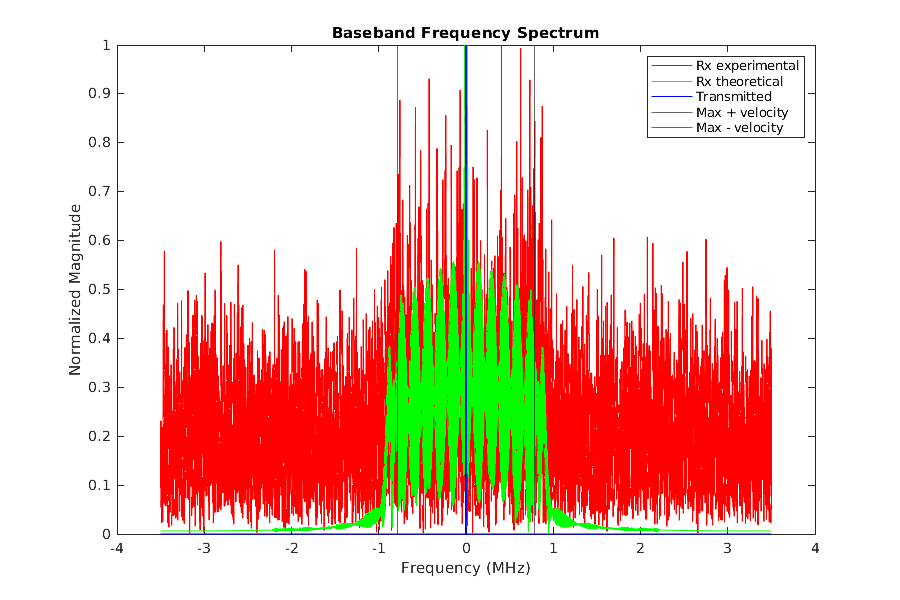 Baseband Frequency Spectrum
Rx experimental
Rx theoretical
Transmitted
Max + velocity
Max - velocity
Normalized Magnitude
1
0.9
0.8
0.7
0.6
0.5
0.4
0.3
0.2
0.1
0
-4 -3 -2 -1 0 1 2 3 4
Frequency (MHz)